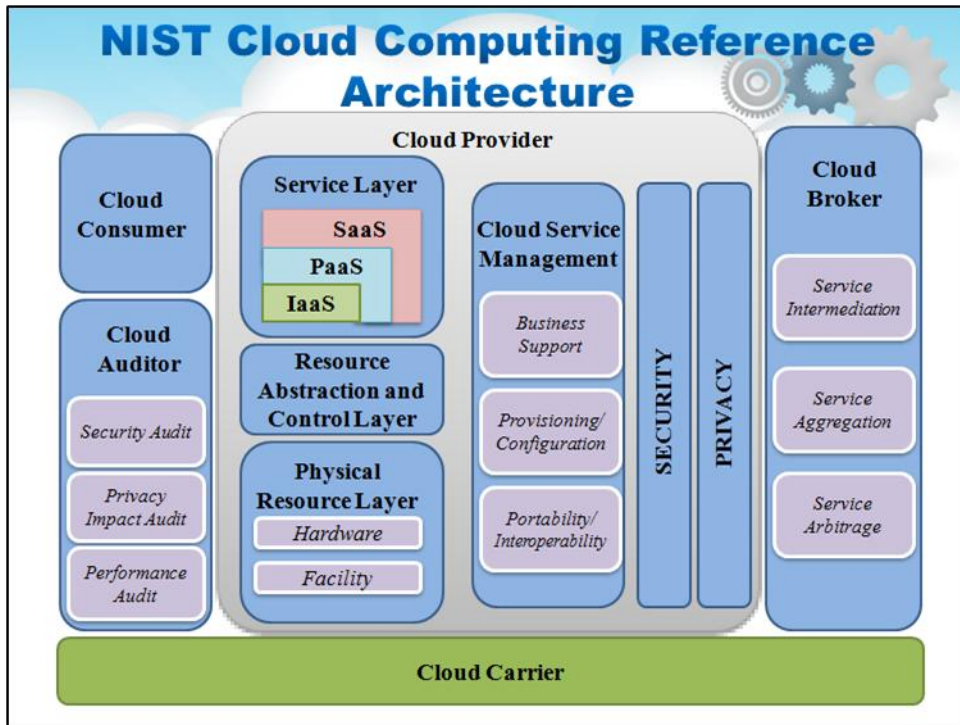 NIST Cloud Computing Reference
Architecture
Cloud
Consumer
Cloud
Auditor
Security Audit
Privacy
Impact Audit
Performance
Audit
Cloud Provider
Service Layer
SaaS
PaaS
IaaS
Resource
Abstraction and
Control Layer
Physical
Resource Layer
Hardware
Facility
Cloud Service
Management
Business
Support
Provisioning/
Configuration
Portability/
Interoperability
SECURITY
PRIVACY
Cloud
Broker
Service
Intermediation
Service
Aggregation
Service
Arbitrage
Cloud Carrier